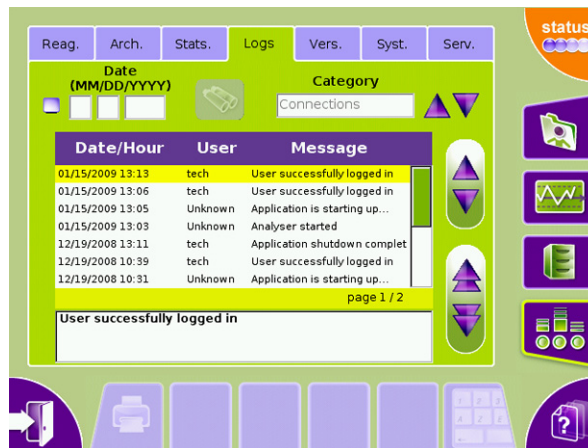 status
Reag. Arch. Stats. Logs Vers. Syst. Serv.
Date
(MM/DD/YYYY)
Category
Connections
Date/Hour User Message
01/15/2009 13:13 tech User successfully logged in
01/15/2009 13:06 tech User successfully logged in
01/15/2009 13:05 Unknown Application is starting up...
01/15/2009 13:03 Unknown Analyser started
12/19/2008 13:11 tech Application shutdown complet
12/19/2008 10:39 tech User successfully logged in
12/19/2008 10:31 Unknown Application is starting up...
page 1 / 2
User successfully logged in
?